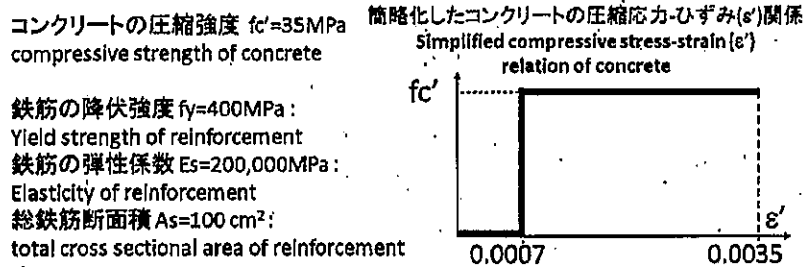 コンクリートの圧縮強度 fc'=35MPa
compressive strength of concrete
鉄筋の降伏強度 fy=400MPa :
Yield strength of reinforcement
鉄筋の弾性係数 Es=200,000MPa :
Elasticity of reinforcement
総鉄筋断面積 As=100 cm²:
total cross sectional area of reinforcement
簡略化したコンクリートの圧縮応力-ひずみ(ε')関係
Simplified compressive stress-strain (ε')
relation of concrete
fc'
ε'
0.0007
0.0035